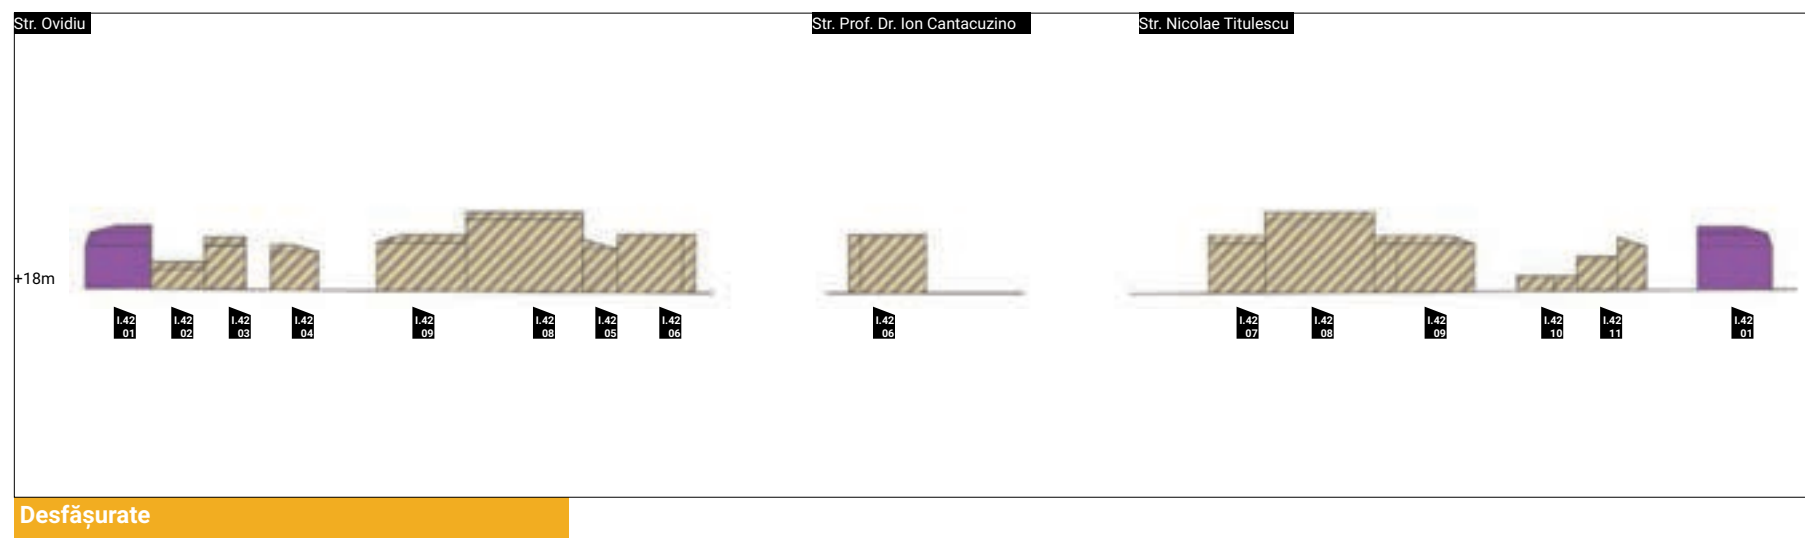 Str. Ovidiu
Str. Prof. Dr. Ion Cantacuzino
Str. Nicolae Titulescu
+18m
I.42
01
I.42
02
I.42
03
I.42
04
I.42
09
I.42
08
I.42
05
I.42
06
I.42
06
I.42
07
I.42
08
I.42
09
I.42
10
I.42
11
I.42
01
Desfășurate